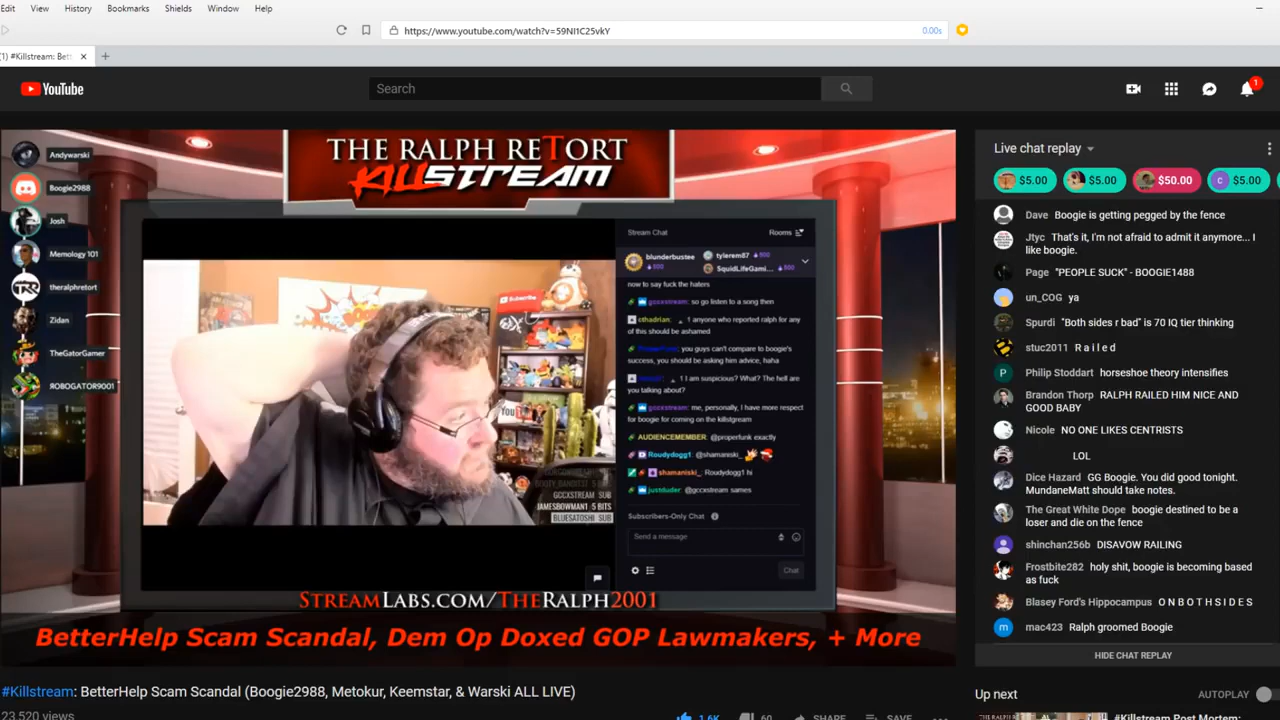 Edit View History Bookmarks Shields Window Help
https://www.youtube.com/watch?v=59NI1C25vkY 0.00s
(1) #Killstream: Bett
YouTube
Search
1
THE RALPH RETORT
KILLSTREAM
Andywarski
Boogie2988
Josh
Memology 101
theralphretort
Zidan
TheGatorGamer
ЯOBOGATOR9001
Stream Chat Rooms
blunderbustee
500
tylerem87 500
SquidLifeGami... 500
now to say fuck the haters
gccxstream: so go listen to a song then
cthadrian: 1 anyone who reported ralph for any
of this should be ashamed
you guys can't compare to boogie's
success, you should be asking him advice, haha
1 I am suspicious? What? The hell are
you talking about?
gccxstream: me, personally, I have more respect
for boogie for coming on the killstgream
AUDIENCEMEMBER: @properfunk exactly
Roudydogg1: @shamaniski_
shamaniski_: Roudydogg1 hi
justduder: @gccxstream sames
Subscribers-Only Chat
Send a message
Chat
GCCXSTREAM SUB
JAMESBOWMAN1 5 BITS
BLUESATOSHI SUB
STREAMLABS.COM/THERALPH2001
BetterHelp Scam Scandal, Dem Op Doxed GOP Lawmakers, + More
#Killstream: BetterHelp Scam Scandal (Boogie2988, Metokur, Keemstar, & Warski ALL LIVE)
23,520 views
1.6K 60 SHARE SAVE
Live chat replay
$5.00 $5.00 $50.00 C $5.00
Dave Boogie is getting pegged by the fence
Jtyc That's it, I'm not afraid to admit it anymore... I
like boogie.
Page "PEOPLE SUCK" - BOOGIE1488
un_COG ya
Spurdi "Both sides r bad" is 70 IQ tier thinking
stuc2011 R a i l e d
P Philip Stoddart horseshoe theory intensifies
Brandon Thorp RALPH RAILED HIM NICE AND
GOOD BABY
Nicole NO ONE LIKES CENTRISTS
LOL
Dice Hazard GG Boogie. You did good tonight.
MundaneMatt should take notes.
The Great White Dope boogie destined to be a
loser and die on the fence
shinchan256b DISAVOW RAILING
Frostbite282 holy shit, boogie is becoming based
as fuck
Blasey Ford's Hippocampus O N B O T H S I D E S
m mac423 Ralph groomed Boogie
HIDE CHAT REPLAY
Up next AUTOPLAY
#Killstream Post Mortem: